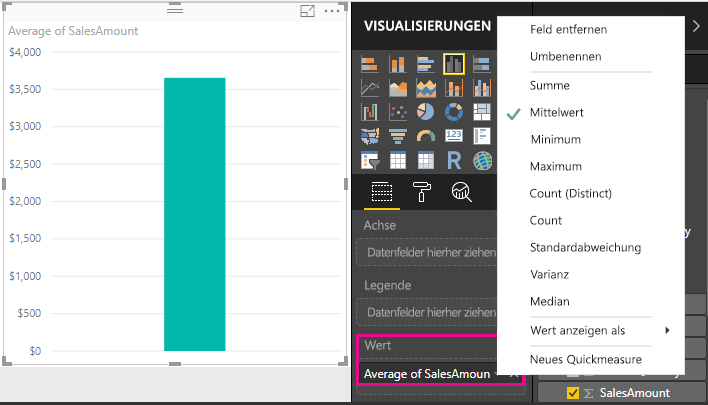 Average of SalesAmount
$4,000
$3,500
$3,000
$2,500
$2,000
$1,500
$1,000
$500
$0
VISUALISIERUNGEN
123
R
Achse
Datenfelder hierher ziehen
Legende
Datenfelder hierher ziehen
Wert
Average of SalesAmoun
Feld entfernen
Umbenennen
Summe
Mittelwert
Minimum
Maximum
Count (Distinct)
Count
Standardabweichung
Varianz
Median
Wert anzeigen als
Neues Quickmeasure
SalesAmount